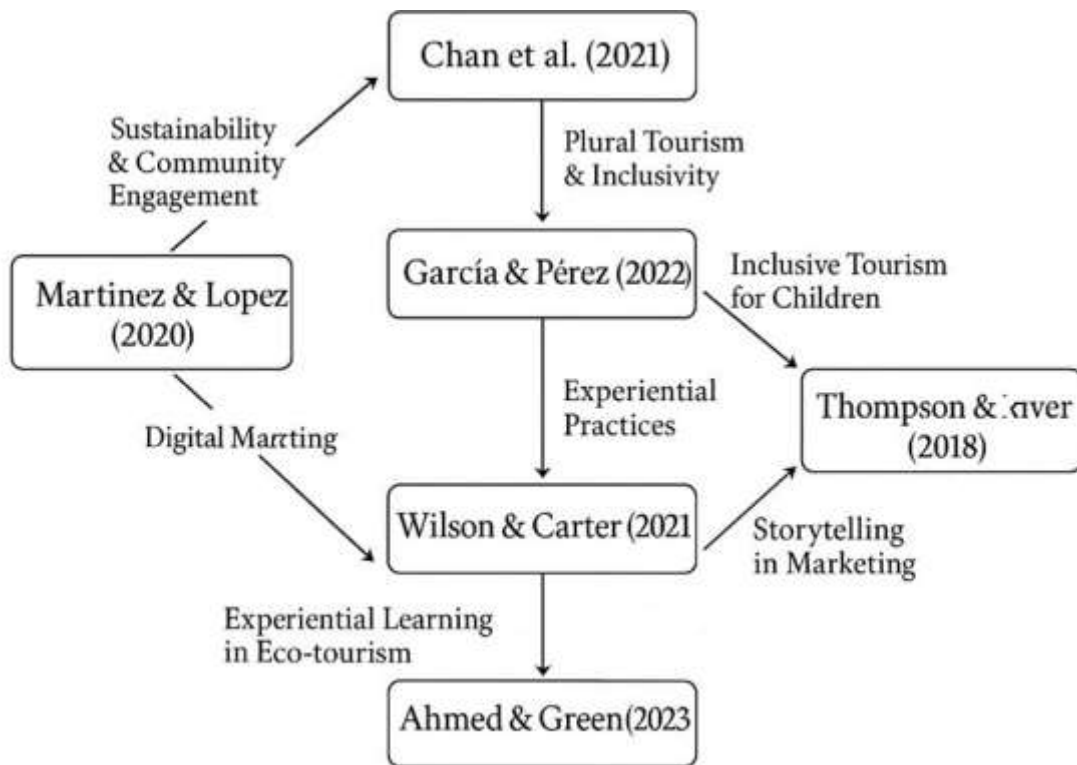 Chan et al. (2021)
Sustainability
& Community
Engagement
Plural Tourism
& Inclusivity
Martinez & Lopez
(2020)
García & Pérez (2022)
Inclusive Tourism
for Children
Experiential
Practices
Thompson &
(2018)
Digital
Wilson & Carter (2021
Storytelling
in Marketing
Experiential Learning
in Eco-tourism
Ahmed & Green(2023